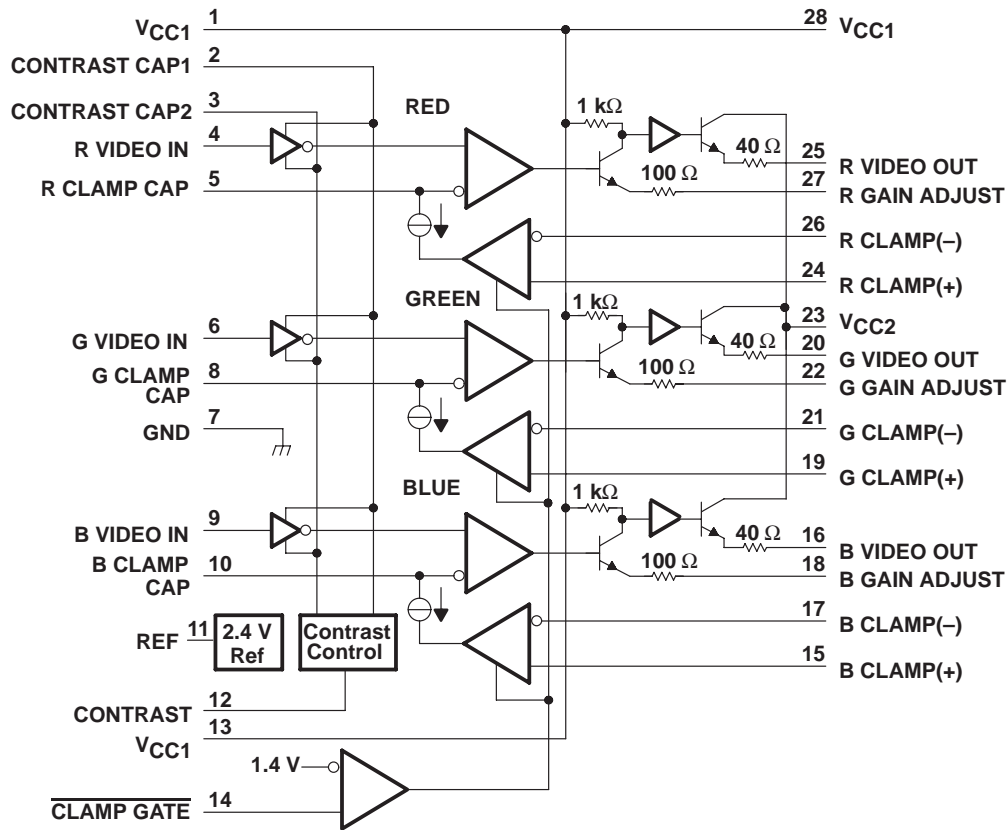 VCC1 1
CONTRAST CAP1 2
CONTRAST CAP2 3
R VIDEO IN 4
R CLAMP CAP 5
G VIDEO IN 6
G CLAMP CAP 8
GND 7
B VIDEO IN 9
B CLAMP CAP 10
REF 11
2.4 V Ref
Contrast Control
CONTRAST 12
VCC1 13
1.4 V
CLAMP GATE 14
RED
1 kΩ
100 Ω
40 Ω
GREEN
1 kΩ
100 Ω
40 Ω
BLUE
1 kΩ
100 Ω
40 Ω
28 VCC1
25 R VIDEO OUT
27 R GAIN ADJUST
26 R CLAMP(–)
24 R CLAMP(+)
23 VCC2
20 G VIDEO OUT
22 G GAIN ADJUST
21 G CLAMP(–)
19 G CLAMP(+)
16 B VIDEO OUT
18 B GAIN ADJUST
17 B CLAMP(–)
15 B CLAMP(+)